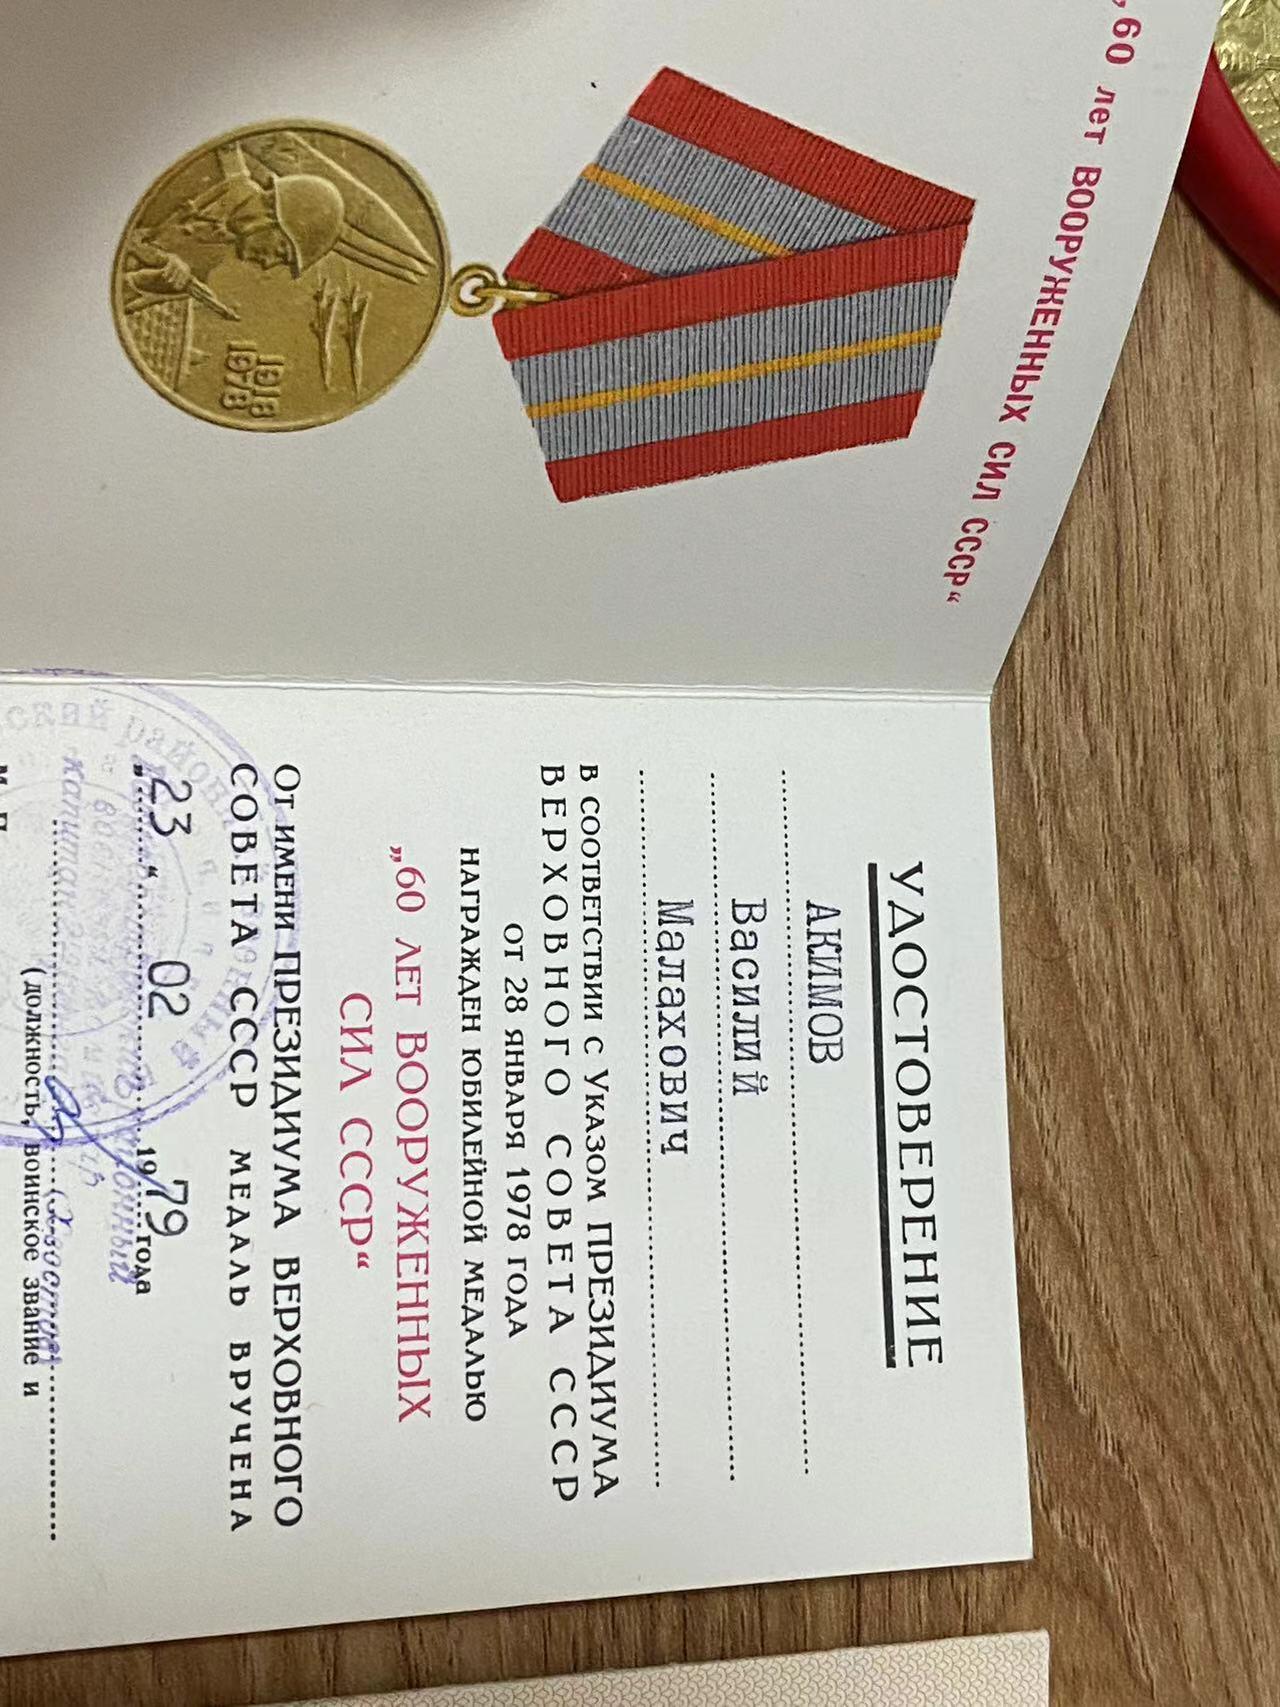 „60 лет ВООРУЖЕННЫХ СИЛ СССР“
1918
1978
УДОСТОВЕРЕНИЕ
АКИМОВ
Василий
Малахович
В СООТВЕТСТВИИ С УКАЗОМ ПРЕЗИДИУМА
ВЕРХОВНОГО СОВЕТА СССР
ОТ 28 ЯНВАРЯ 1978 ГОДА
НАГРАЖДЕН ЮБИЛЕЙНОЙ МЕДАЛЬЮ
„60 ЛЕТ ВООРУЖЕННЫХ
СИЛ СССР“
ОТ ИМЕНИ ПРЕЗИДИУМА ВЕРХОВНОГО
СОВЕТА СССР МЕДАЛЬ ВРУЧЕНА
„23“ 02 1979 года
капитан
(должность, воинское звание и